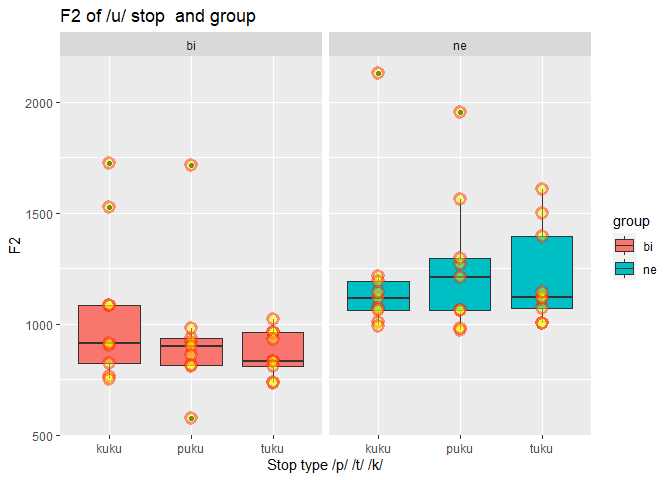 F2 of /u/ stop  and group
bi
ne
2000
1500
1000
500
F2
kuku
puku
tuku
kuku
puku
tuku
Stop type /p/ /t/ /k/
group
bi
ne